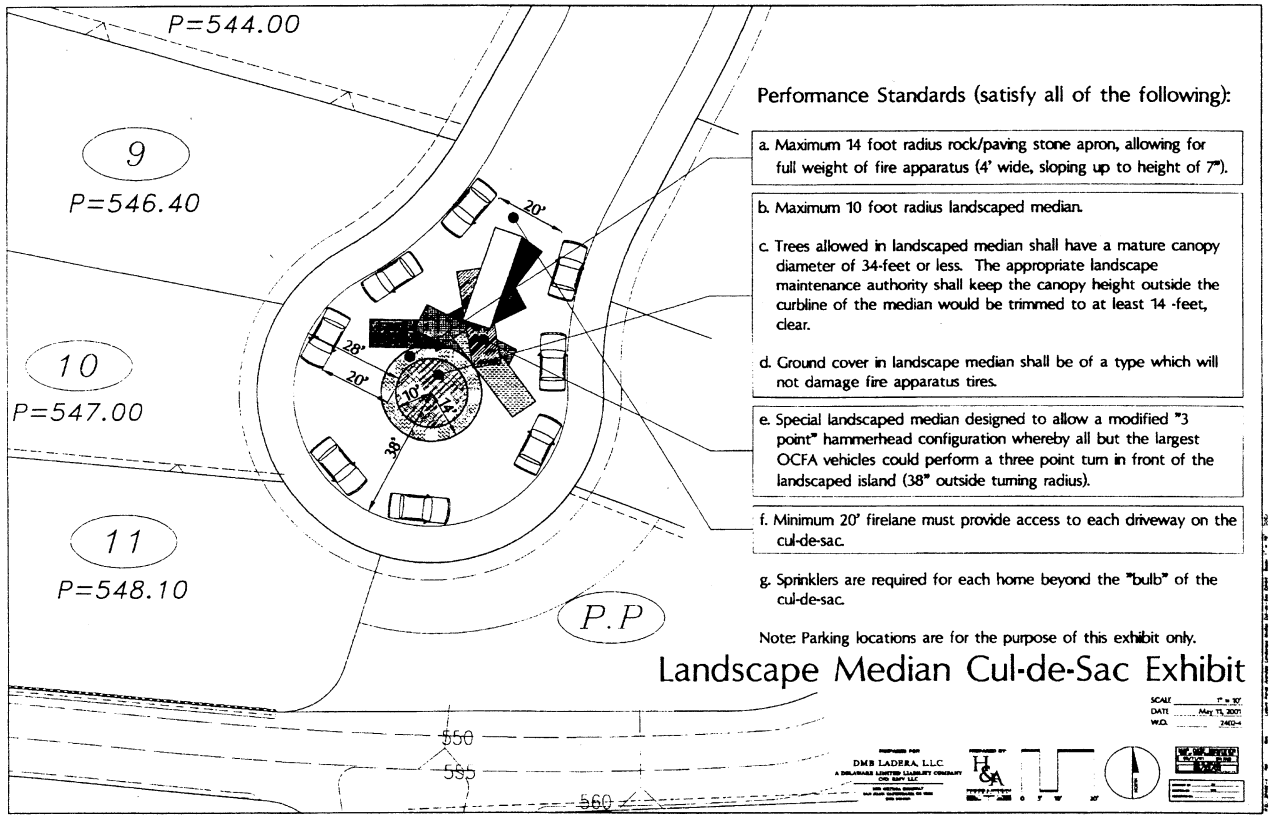 P=544.00
Performance Standards (satisfy all of the following):
9
P=546.40
a. Maximum 14 foot radius rock/paving stone apron, allowing for
full weight of fire apparatus (4' wide, sloping up to height of 7").
b. Maximum 10 foot radius landscaped median.
c. Trees allowed in landscaped median shall have a mature canopy
diameter of 34-feet or less. The appropriate landscape
maintenance authority shall keep the canopy height outside the
curbline of the median would be trimmed to at least 14 -feet,
clear.
d. Ground cover in landscape median shall be of a type which will
not damage fire apparatus tires.
e. Special landscaped median designed to allow a modified "3
point" hammerhead configuration whereby all but the largest
OCFA vehicles could perform a three point turn in front of the
landscaped island (38" outside turning radius).
f. Minimum 20' firelane must provide access to each driveway on the
cul-de-sac.
g. Sprinklers are required for each home beyond the "bulb" of the
cul-de-sac.
Note: Parking locations are for the purpose of this exhibit only.
20'
28'
20'
10'
14'
38'
10
P=547.00
11
P=548.10
P.P
Landscape Median Cul-de-Sac Exhibit
SCALE 1" = 10'
DATE May 15, 2001
W.O. 2402-4
550
595
560
PREPARED FOR
DMB LADERA, L.L.C.
A DELAWARE LIMITED LIABILITY COMPANY
PREPARED BY
H&A
0 5' 10' 20'